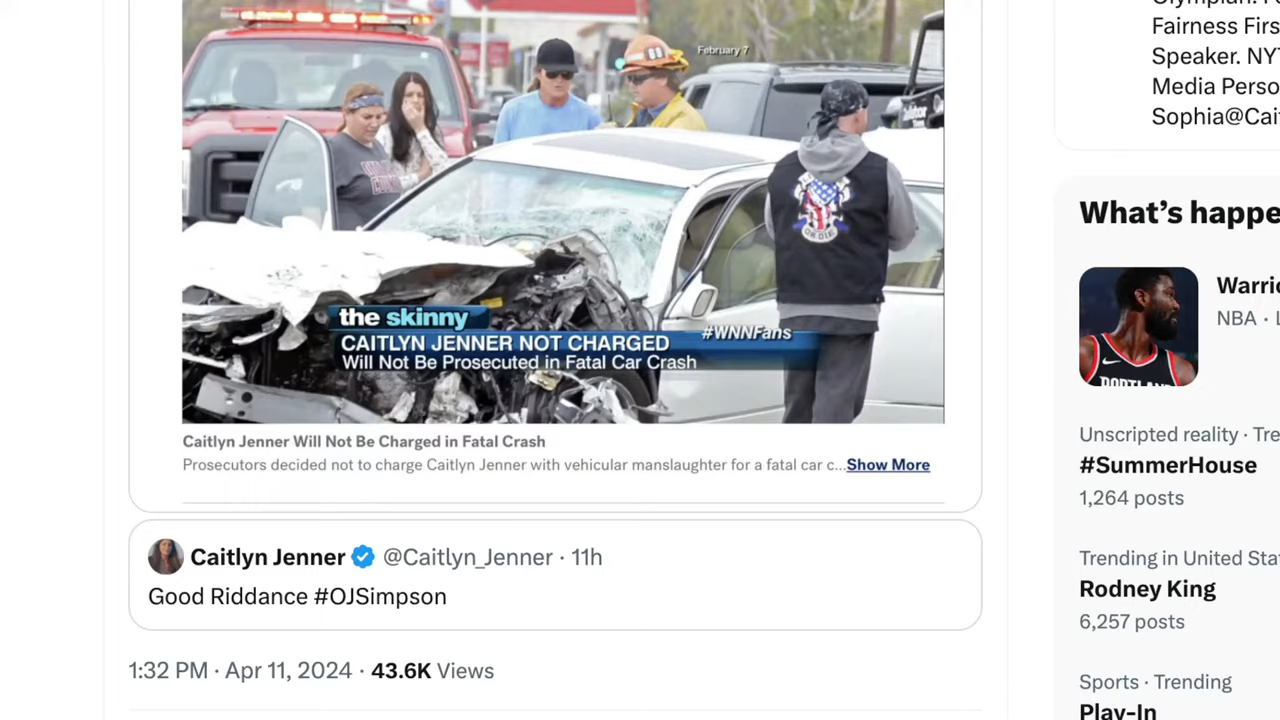 Olympian. F
Fairness Firs
Speaker. NY
Media Perso
Sophia@Cai
February 7
the skinny
#WNNFans
CAITLYN JENNER NOT CHARGED
Will Not Be Prosecuted in Fatal Car Crash
Caitlyn Jenner Will Not Be Charged in Fatal Crash
Prosecutors decided not to charge Caitlyn Jenner with vehicular manslaughter for a fatal car c...Show More
Caitlyn Jenner @Caitlyn_Jenner · 11h
Good Riddance #OJSimpson
1:32 PM · Apr 11, 2024 · 43.6K Views
What's happe
Warrio
NBA · L
PORTLAND
Unscripted reality · Tre
#SummerHouse
1,264 posts
Trending in United Sta
Rodney King
6,257 posts
Sports · Trending
Play-In